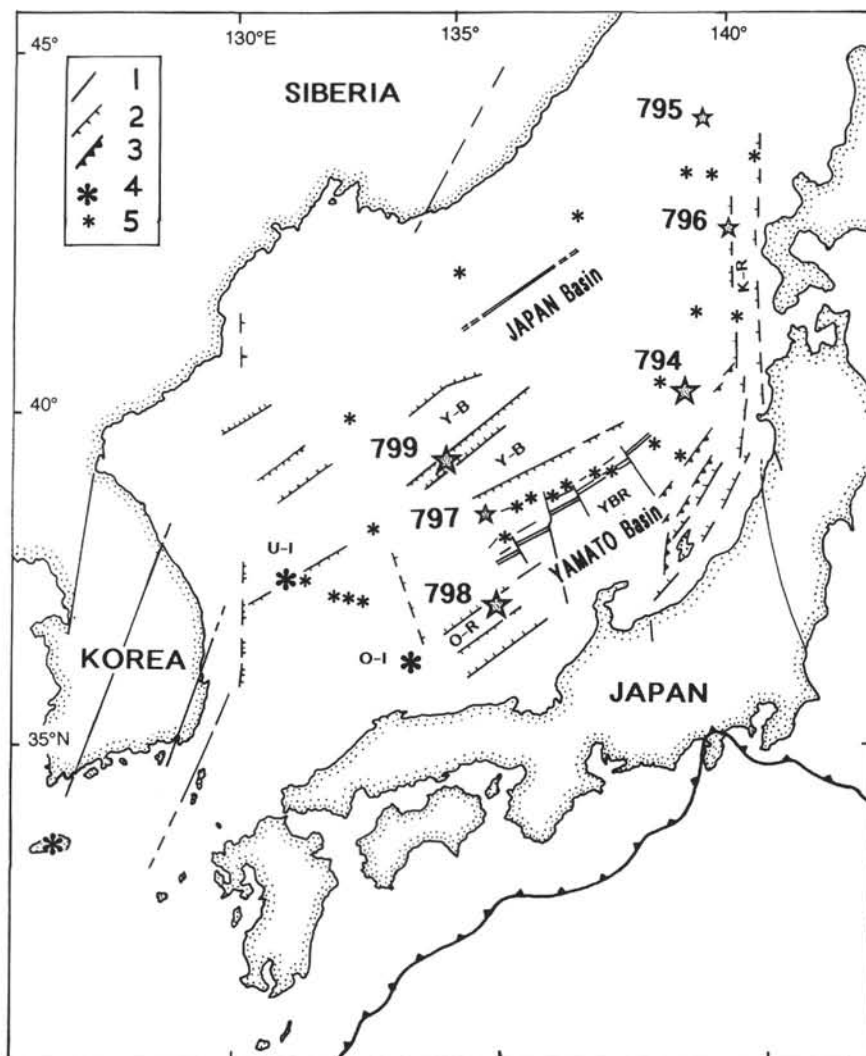 130°E
135°
140°
45°
1
2
3
4
5
SIBERIA
795
796
K-R
JAPAN Basin
794
40°
Y-B
799
Y-B
797
YBR
YAMATO Basin
U-I
798
O-R
KOREA
O-I
JAPAN
35°N